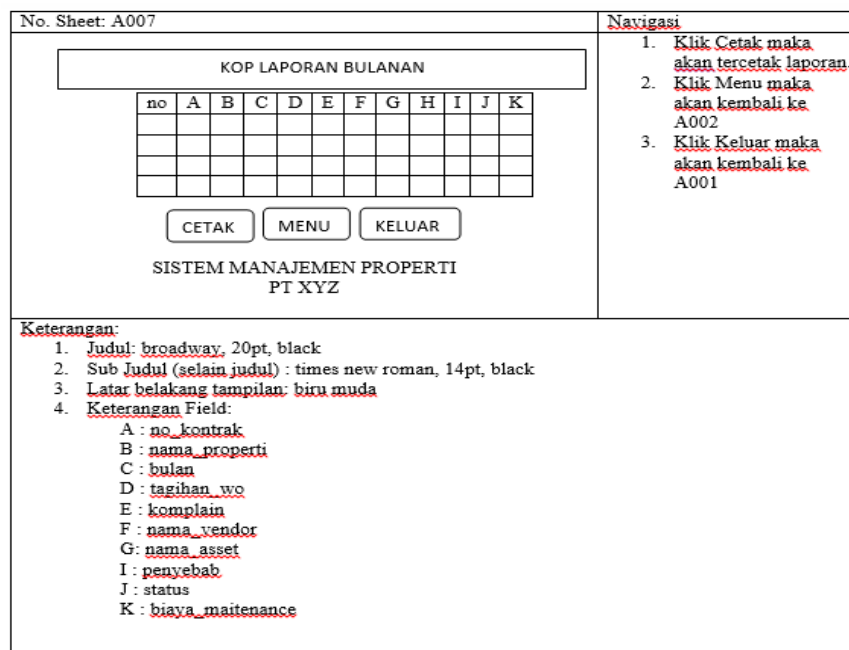 No. Sheet: A007
Navigasi
KOP LAPORAN BULANAN
no A B C D E F G H I J K
CETAK MENU KELUAR
SISTEM MANAJEMEN PROPERTI
PT XYZ
1. Klik Cetak maka
akan tercetak laporan.
2. Klik Menu maka
akan kembali ke
A002
3. Klik Keluar maka
akan kembali ke
A001
Keterangan:
1. Judul: broadway, 20pt, black
2. Sub Judul (selain judul) : times new roman, 14pt, black
3. Latar belakang tampilan: biru muda
4. Keterangan Field:
A : no_kontrak
B : nama_properti
C : bulan
D : tagihan_wo
E : komplain
F : nama_vendor
G: nama_asset
I : penyebab
J : status
K : biaya_maitenance